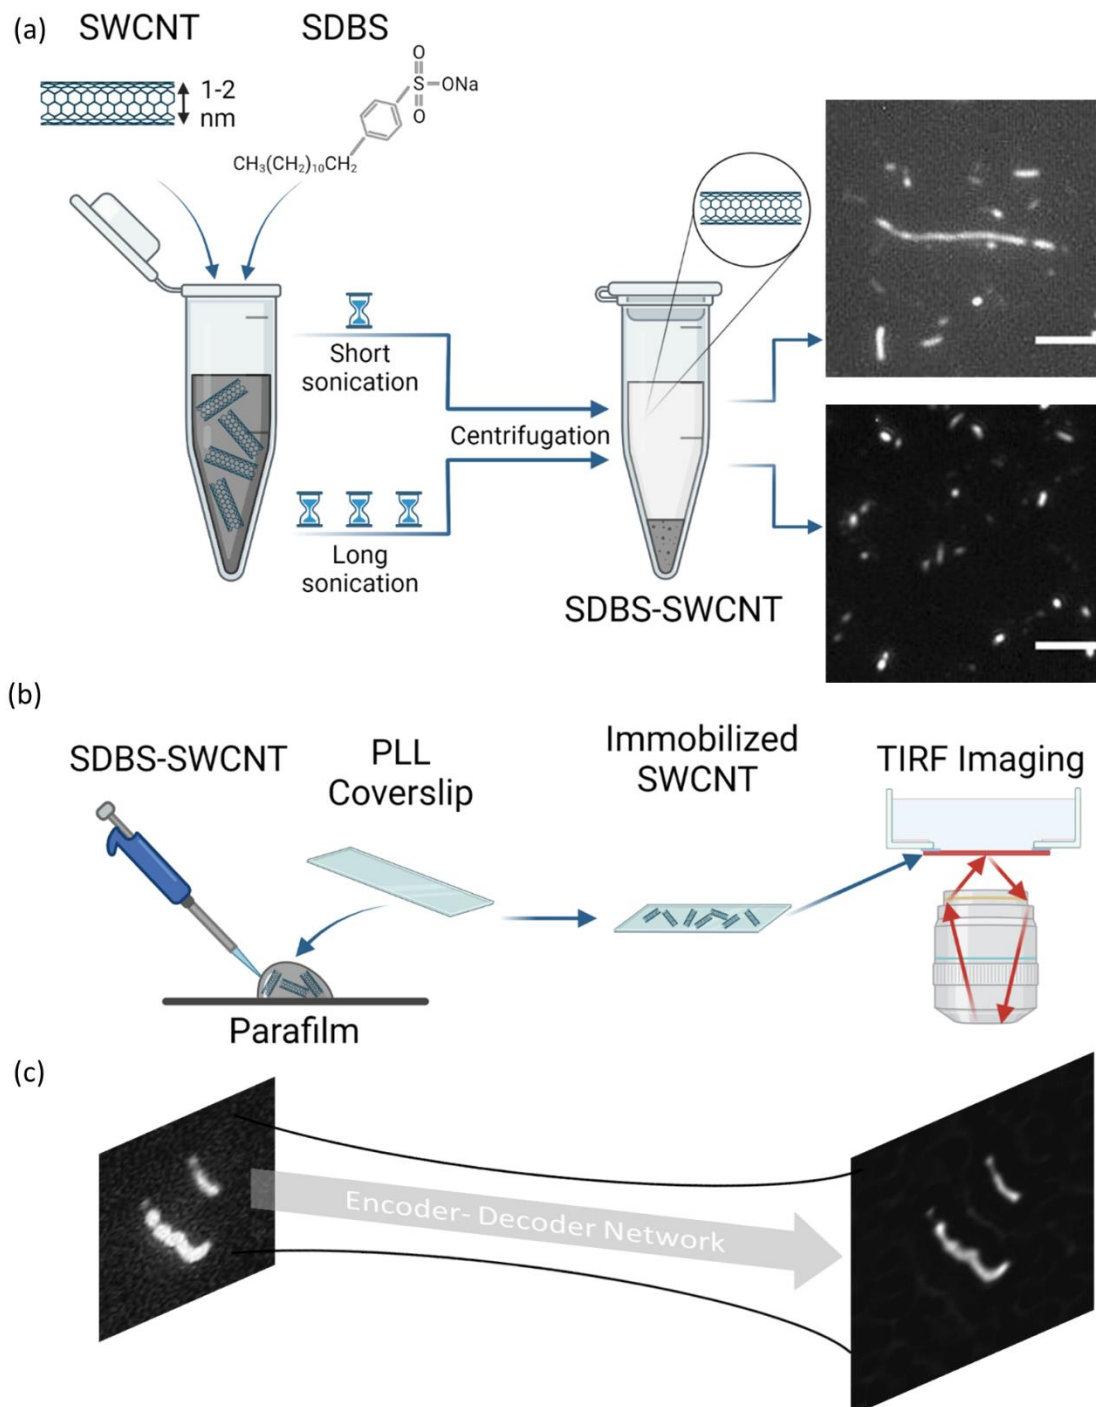 (a)
SWCNT
SDBS
1-2
nm
O
S
ONa
O
CH₃(CH₂)₁₀CH₂
Short
sonication
Centrifugation
Long
sonication
SDBS-SWCNT
(b)
SDBS-SWCNT
PLL
Coverslip
Immobilized
SWCNT
TIRF Imaging
Parafilm
(c)
Encoder- Decoder Network